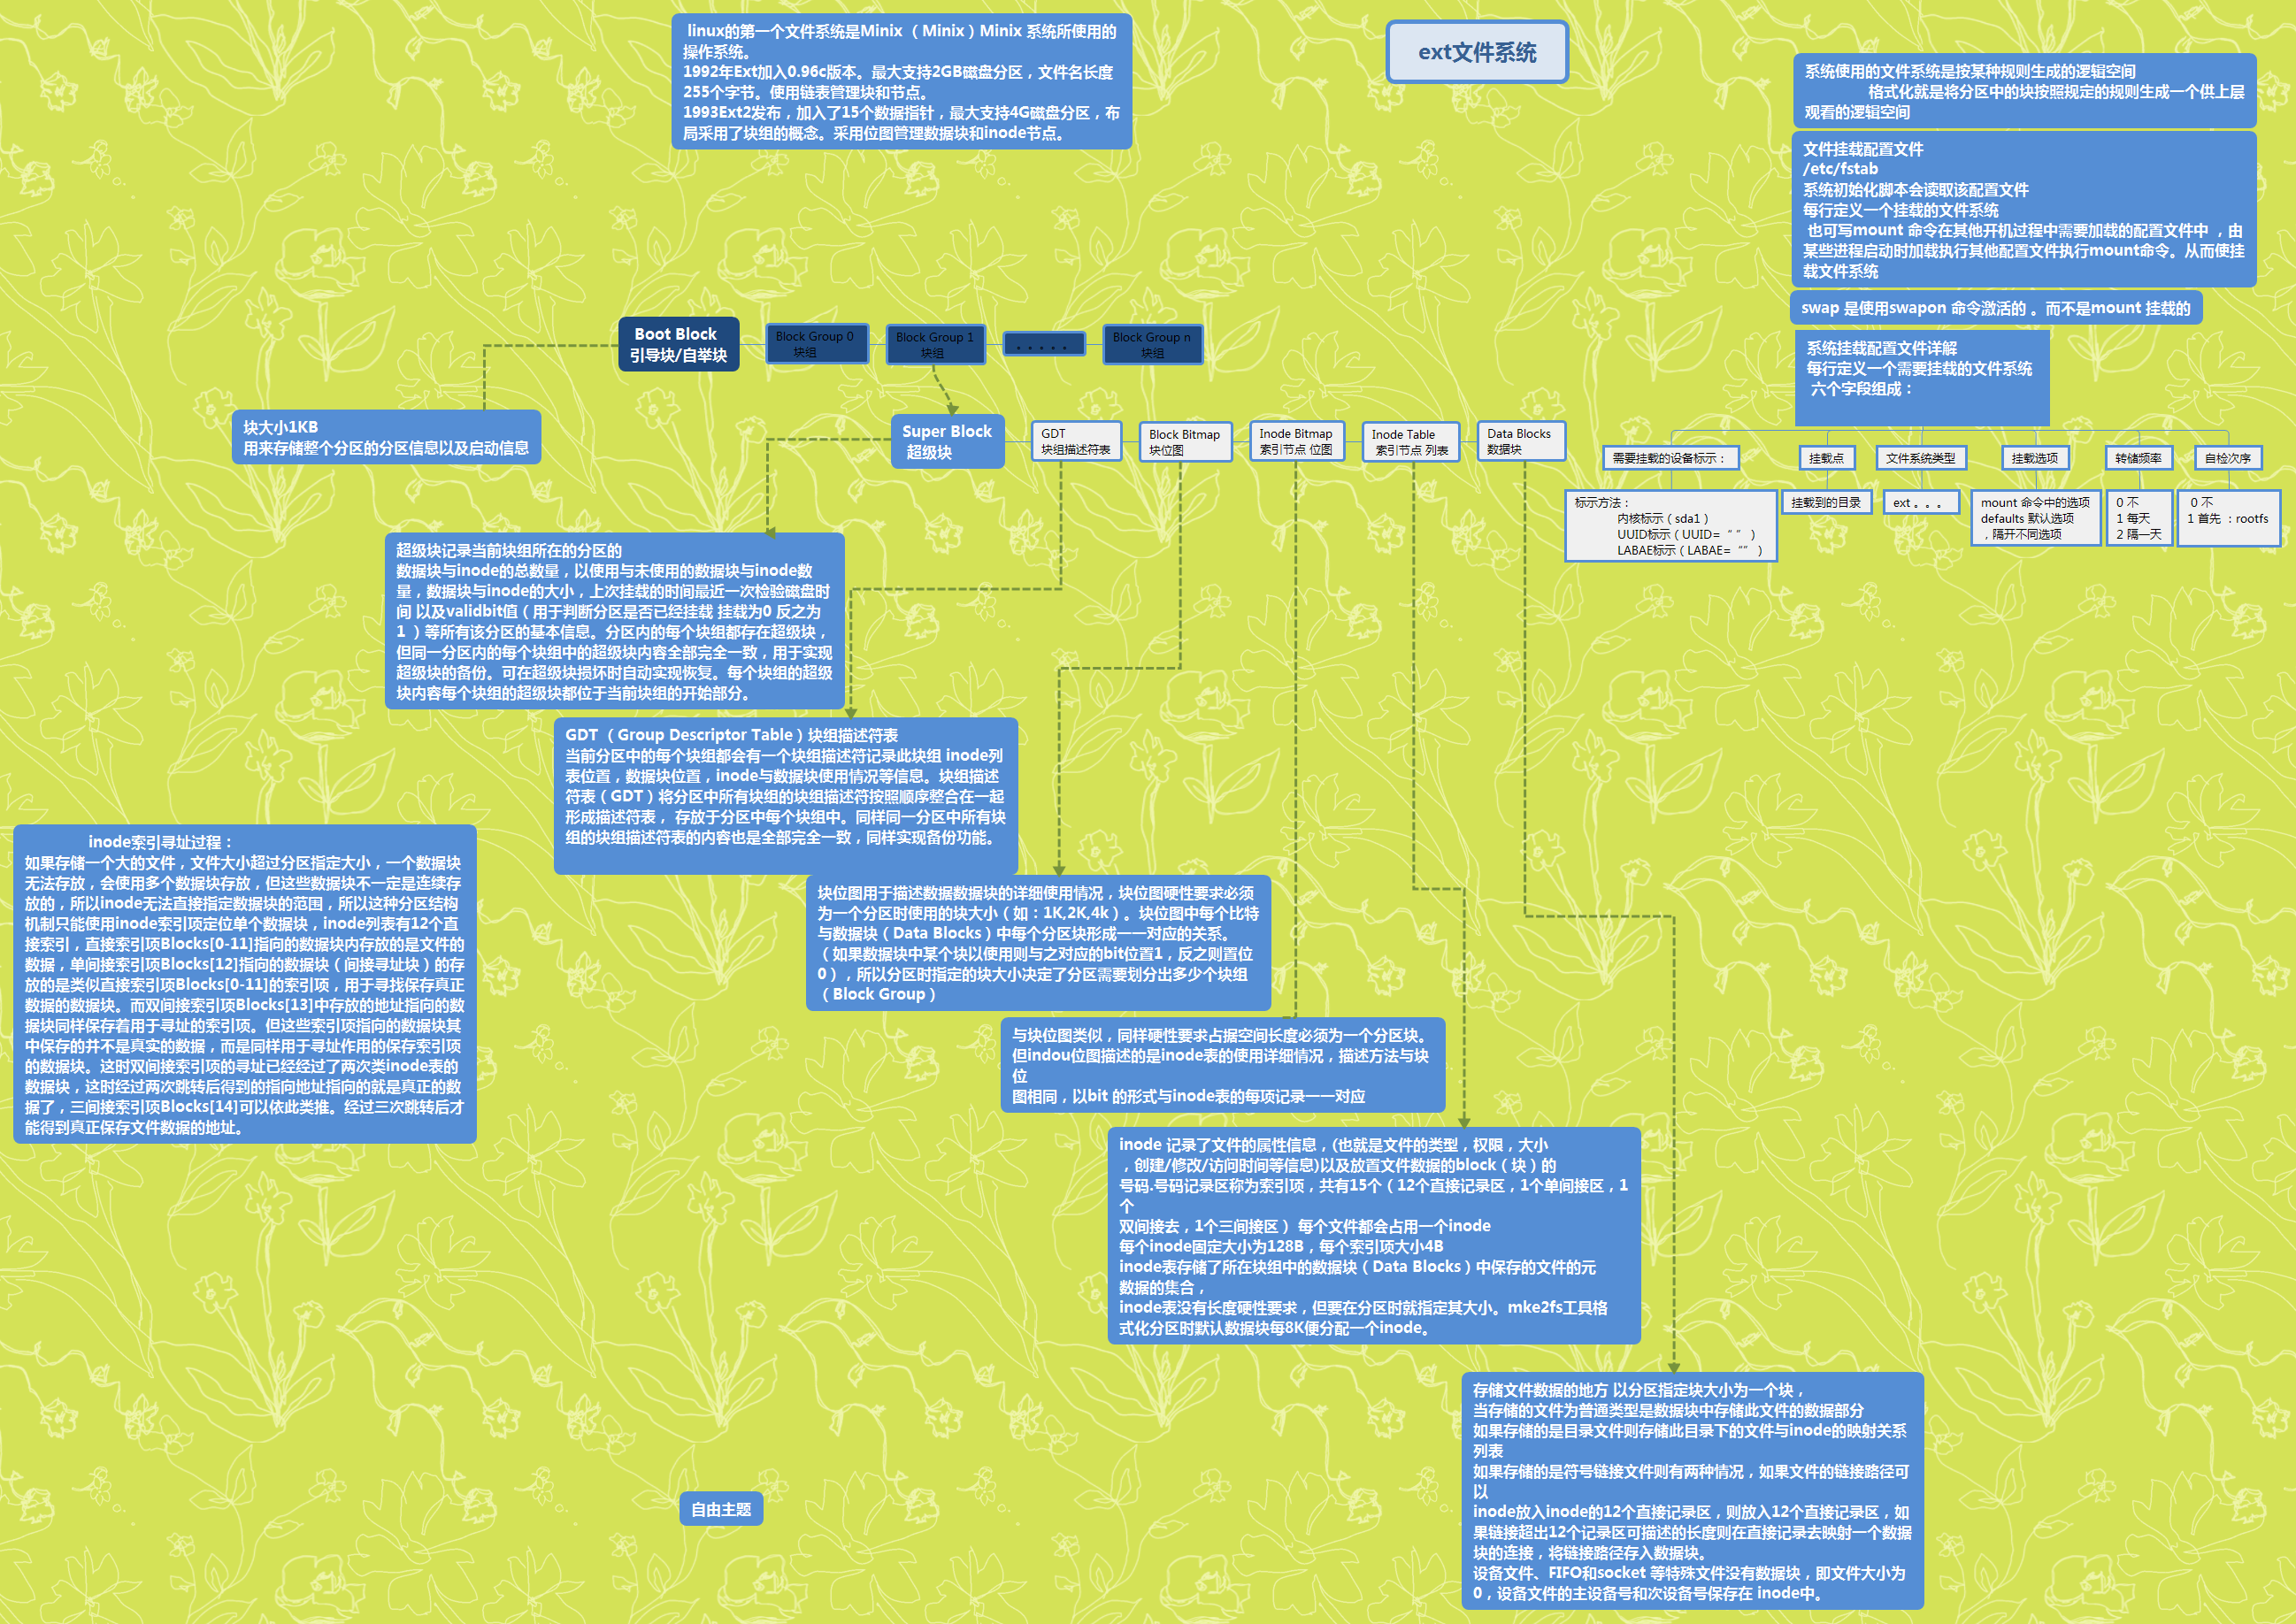 linux的第一个文件系统是Minix （Minix）Minix 系统所使用的
操作系统。
1992年Ext加入0.96c版本。最大支持2GB磁盘分区，文件名长度
255个字节。使用链表管理块和节点。
1993Ext2发布，加入了15个数据指针，最大支持4G磁盘分区，布
局采用了块组的概念。采用位图管理数据块和inode节点。
ext文件系统
系统使用的文件系统是按某种规则生成的逻辑空间
格式化就是将分区中的块按照规定的规则生成一个供上层
观看的逻辑空间
文件挂载配置文件
/etc/fstab
系统初始化脚本会读取该配置文件
每行定义一个挂载的文件系统
也可写mount 命令在其他开机过程中需要加载的配置文件中 ，由
某些进程启动时加载执行其他配置文件执行mount命令。从而使挂
载文件系统
swap 是使用swapon 命令激活的 。而不是mount 挂载的
系统挂载配置文件详解
每行定义一个需要挂载的文件系统
六个字段组成：
需要挂载的设备标示：
挂载点
文件系统类型
挂载选项
转储频率
自检次序
标示方法：
内核标示（sda1）
UUID标示（UUID=“ ” ）
LABAE标示（LABAE=“” ）
挂载到的目录
ext 。。。
mount 命令中的选项
defaults 默认选项
，隔开不同选项
0 不
1 每天
2 隔一天
0 不
1 首先 ：rootfs
Boot Block
引导块/自举块
Block Group 0
块组
Block Group 1
块组
。。。。。
Block Group n
块组
块大小1KB
用来存储整个分区的分区信息以及启动信息
Super Block
超级块
GDT
块组描述符表
Block Bitmap
块位图
Inode Bitmap
索引节点 位图
Inode Table
索引节点 列表
Data Blocks
数据块
超级块记录当前块组所在的分区的
数据块与inode的总数量，以使用与未使用的数据块与inode数
量，数据块与inode的大小，上次挂载的时间最近一次检验磁盘时
间 以及validbit值（用于判断分区是否已经挂载 挂载为0 反之为
1 ）等所有该分区的基本信息。分区内的每个块组都存在超级块，
但同一分区内的每个块组中的超级块内容全部完全一致，用于实现
超级块的备份。可在超级块损坏时自动实现恢复。每个块组的超级
块内容每个块组的超级块都位于当前块组的开始部分。
GDT （Group Descriptor Table）块组描述符表
当前分区中的每个块组都会有一个块组描述符记录此块组 inode列
表位置，数据块位置，inode与数据块使用情况等信息。块组描述
符表（GDT）将分区中所有块组的块组描述符按照顺序整合在一起
形成描述符表， 存放于分区中每个块组中。同样同一分区中所有块
组的块组描述符表的内容也是全部完全一致，同样实现备份功能。
inode索引寻址过程：
如果存储一个大的文件，文件大小超过分区指定大小，一个数据块
无法存放，会使用多个数据块存放，但这些数据块不一定是连续存
放的，所以inode无法直接指定数据块的范围，所以这种分区结构
机制只能使用inode索引项定位单个数据块，inode列表有12个直
接索引，直接索引项Blocks[0-11]指向的数据块内存放的是文件的
数据，单间接索引项Blocks[12]指向的数据块（间接寻址块）的存
放的是类似直接索引项Blocks[0-11]的索引项，用于寻找保存真正
数据的数据块。而双间接索引项Blocks[13]中存放的地址指向的数
据块同样保存着用于寻址的索引项。但这些索引项指向的数据块其
中保存的并不是真实的数据，而是同样用于寻址作用的保存索引项
的数据块。这时双间接索引项的寻址已经经过了两次类inode表的
数据块，这时经过两次跳转后得到的指向地址指向的就是真正的数
据了，三间接索引项Blocks[14]可以依此类推。经过三次跳转后才
能得到真正保存文件数据的地址。
块位图用于描述数据数据块的详细使用情况，块位图硬性要求必须
为一个分区时使用的块大小（如：1K,2K,4k）。块位图中每个比特
与数据块（Data Blocks）中每个分区块形成一一对应的关系。
（如果数据块中某个块以使用则与之对应的bit位置1，反之则置位
0），所以分区时指定的块大小决定了分区需要划分出多少个块组
（Block Group）
与块位图类似，同样硬性要求占据空间长度必须为一个分区块。
但indou位图描述的是inode表的使用详细情况，描述方法与块
位
图相同，以bit 的形式与inode表的每项记录一一对应
inode 记录了文件的属性信息，(也就是文件的类型，权限，大小
，创建/修改/访问时间等信息)以及放置文件数据的block（块）的
号码.号码记录区称为索引项，共有15个（12个直接记录区，1个单间接区，1
个
双间接去，1个三间接区 ） 每个文件都会占用一个inode
每个inode固定大小为128B，每个索引项大小4B
inode表存储了所在块组中的数据块（Data Blocks）中保存的文件的元
数据的集合，
inode表没有长度硬性要求，但要在分区时就指定其大小。mke2fs工具格
式化分区时默认数据块每8K便分配一个inode。
存储文件数据的地方 以分区指定块大小为一个块，
当存储的文件为普通类型是数据块中存储此文件的数据部分
如果存储的是目录文件则存储此目录下的文件与inode的映射关系
列表
如果存储的是符号链接文件则有两种情况，如果文件的链接路径可
以
inode放入inode的12个直接记录区，则放入12个直接记录区，如
果链接超出12个记录区可描述的长度则在直接记录去映射一个数据
块的连接，将链接路径存入数据块。
设备文件、FIFO和socket 等特殊文件没有数据块，即文件大小为
0，设备文件的主设备号和次设备号保存在 inode中。
自由主题